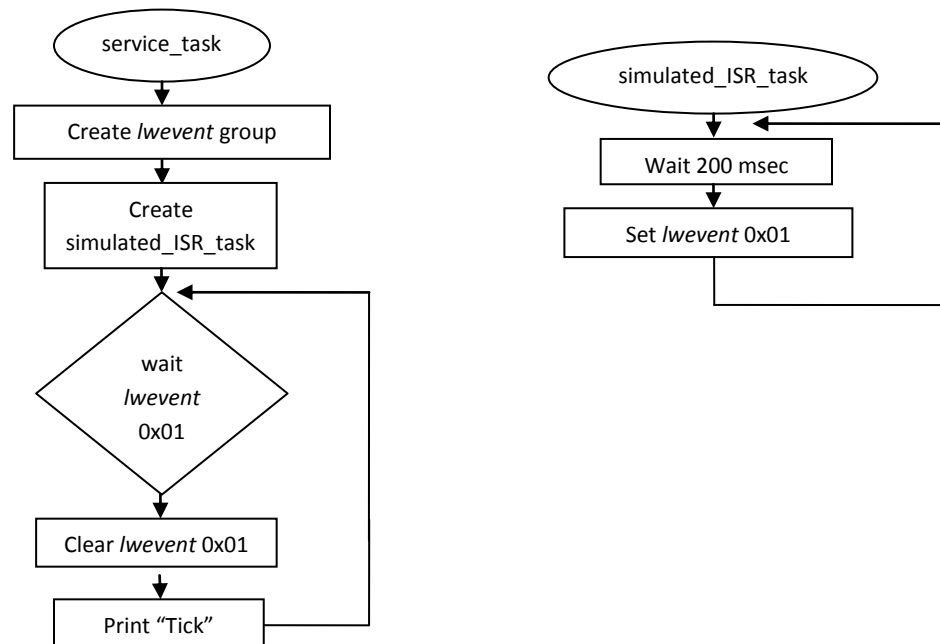 service_task
Create lwevent group
Create
simulated_ISR_task
wait
lwevent
0x01
Clear lwevent 0x01
Print “Tick”
simulated_ISR_task
Wait 200 msec
Set lwevent 0x01